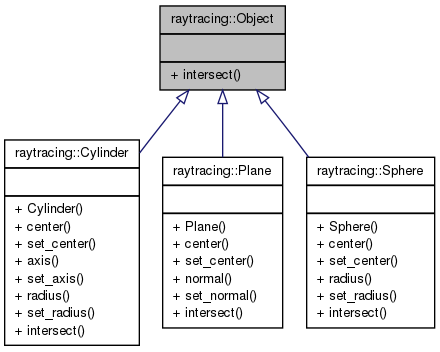 raytracing::Object
+ intersect()
raytracing::Cylinder
+ Cylinder()
+ center()
+ set_center()
+ axis()
+ set_axis()
+ radius()
+ set_radius()
+ intersect()
raytracing::Plane
+ Plane()
+ center()
+ set_center()
+ normal()
+ set_normal()
+ intersect()
raytracing::Sphere
+ Sphere()
+ center()
+ set_center()
+ radius()
+ set_radius()
+ intersect()